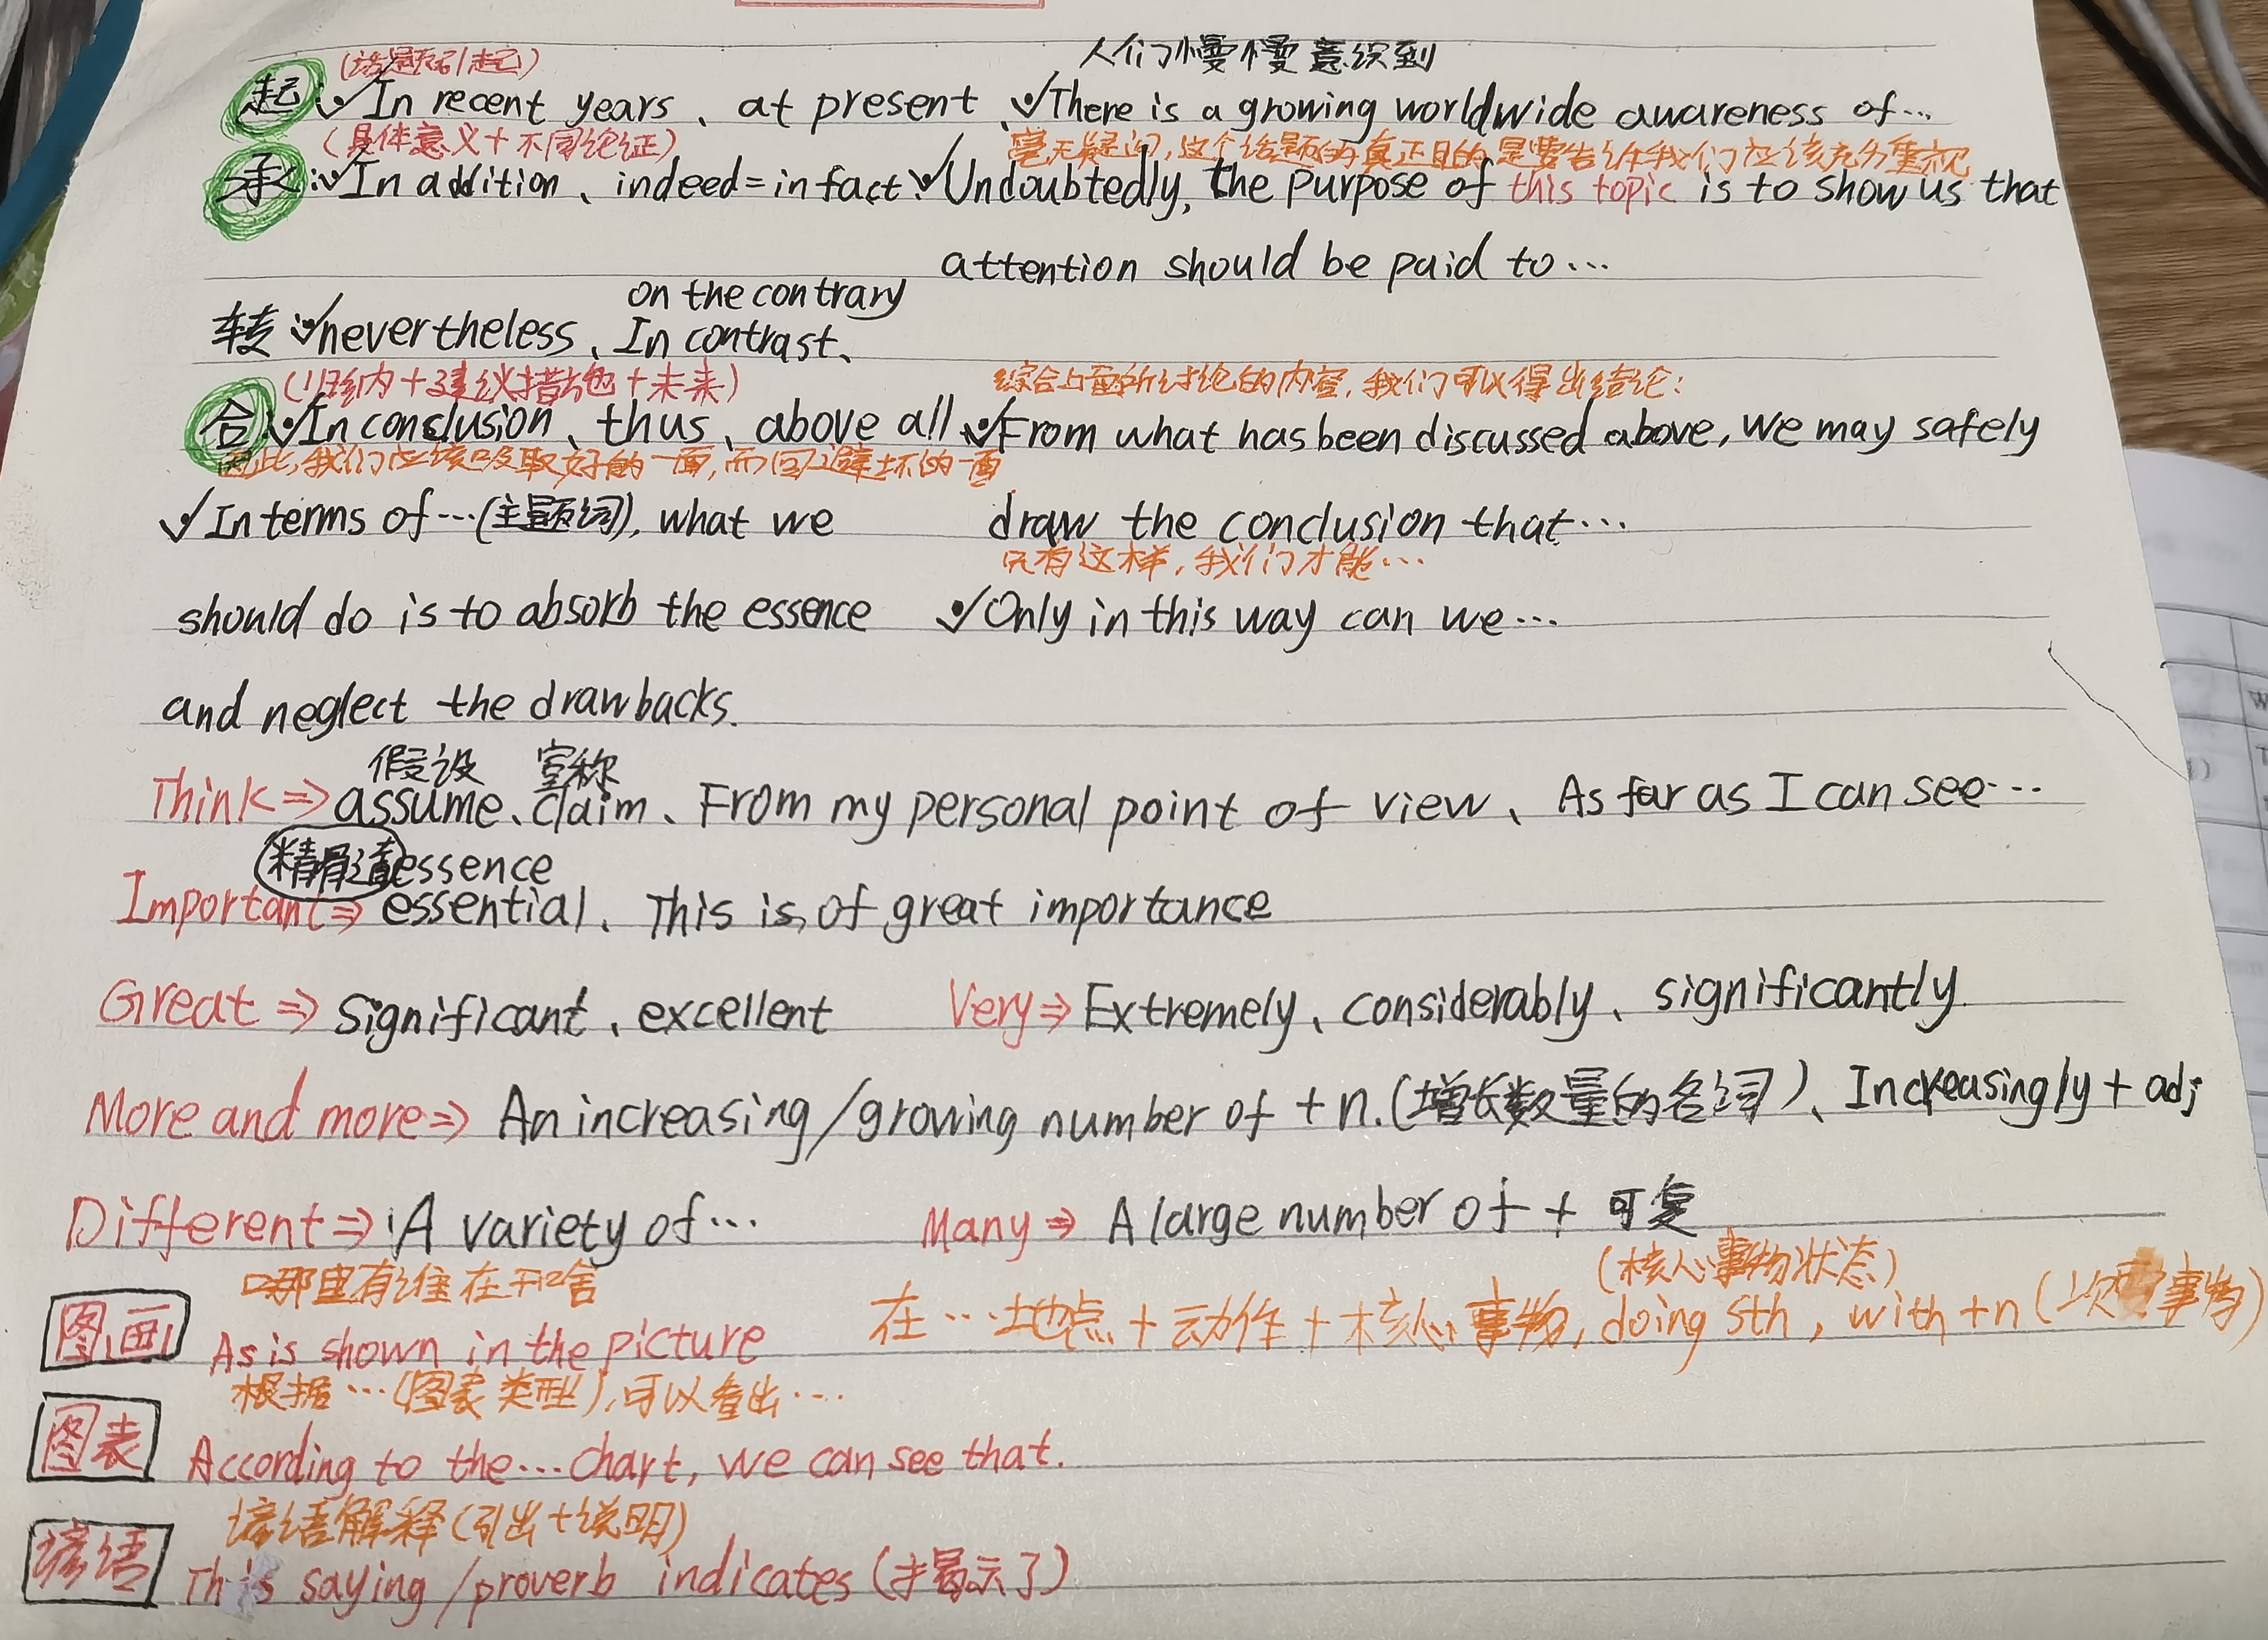 (话题引起) 人们慢慢意识到
起:✓In recent years、at present、✓There is a growing worldwide awareness of…
(具体意义+不同论证) 毫无疑问,这个话题的真正目的是要告诉我们应该充分重视
承:✓In addition、indeed=in fact.✓Undoubtedly, the purpose of this topic is to show us that
attention should be paid to…
on the contrary
转:✓nevertheless、In contrast、
(归纳+建议措施+未来) 综合上面所讨论的内容,我们可以得出结论:
合:✓In conclusion、thus、above all ✓From what has been discussed above, we may safely
因此,我们应该吸取好的一面,而回避坏的一面
✓In terms of…(主题词), what we draw the conclusion that…
只有这样,我们才能…
should do is to absorb the essence ✓Only in this way can we…
and neglect the drawbacks.
假设 宣称
Think⇒assume、claim、From my personal point of view、As far as I can see…
精髓 essence
Important⇒essential、This is of great importance
Great⇒Significant、excellent Very⇒Extremely、considerably、significantly
More and more⇒An increasing/growing number of +n.(增长数量的名词)、Increasingly+adj
Different⇒A variety of… Many⇒A large number of + 可复
哪里有谁在干啥 (核心事物状态)
图画 As is shown in the picture 在…地点+动作+核心事物, doing sth, with+n(次要事物)
根据…(图表类型),可以看出…
图表 According to the…chart, we can see that.
谚语解释(引出+说明)
谚语 This saying/proverb indicates(揭示了)